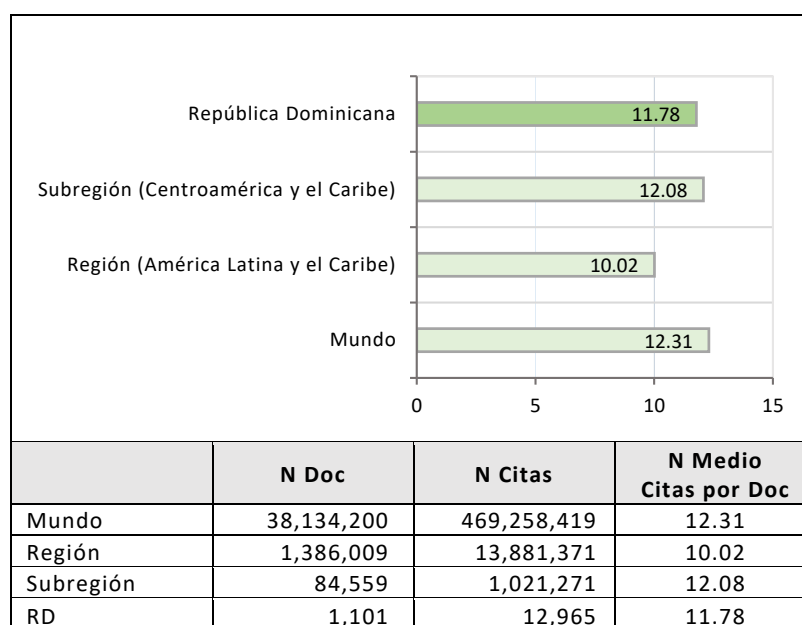 República Dominicana 11.78
Subregión (Centroamérica y el Caribe) 12.08
Región (América Latina y el Caribe) 10.02
Mundo 12.31
0 5 10 15
N Doc N Citas N Medio Citas por Doc
Mundo 38,134,200 469,258,419 12.31
Región 1,386,009 13,881,371 10.02
Subregión 84,559 1,021,271 12.08
RD 1,101 12,965 11.78